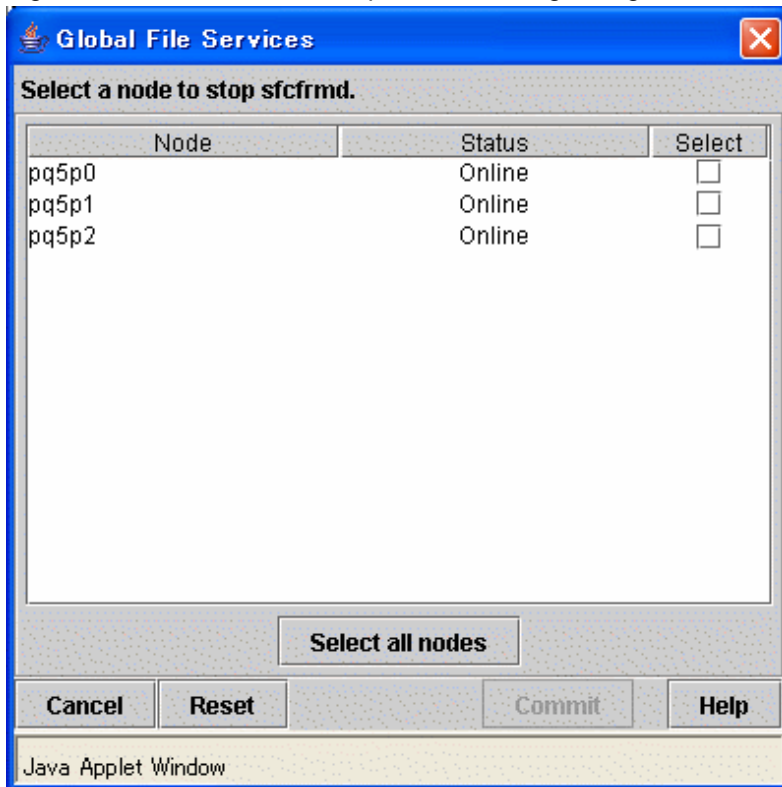 Global File Services
Select a node to stop sfcfrmd.
Node Status Select
pq5p0 Online
pq5p1 Online
pq5p2 Online
Select all nodes
Cancel Reset Commit Help
Java Applet Window